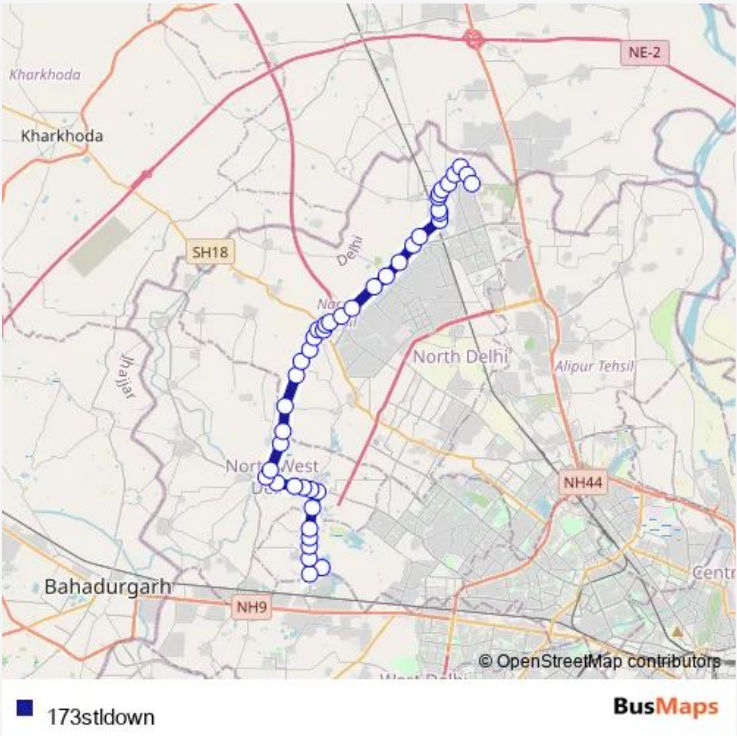 Kharkhoda
NE-2
Kharkhoda
SH18
Delhi
Jhajjar
North Delhi
Alipur Tehsil
North West
NH44
Bahadurgarh
NH9
© OpenStreetMap contributors
173stldown
BusMaps